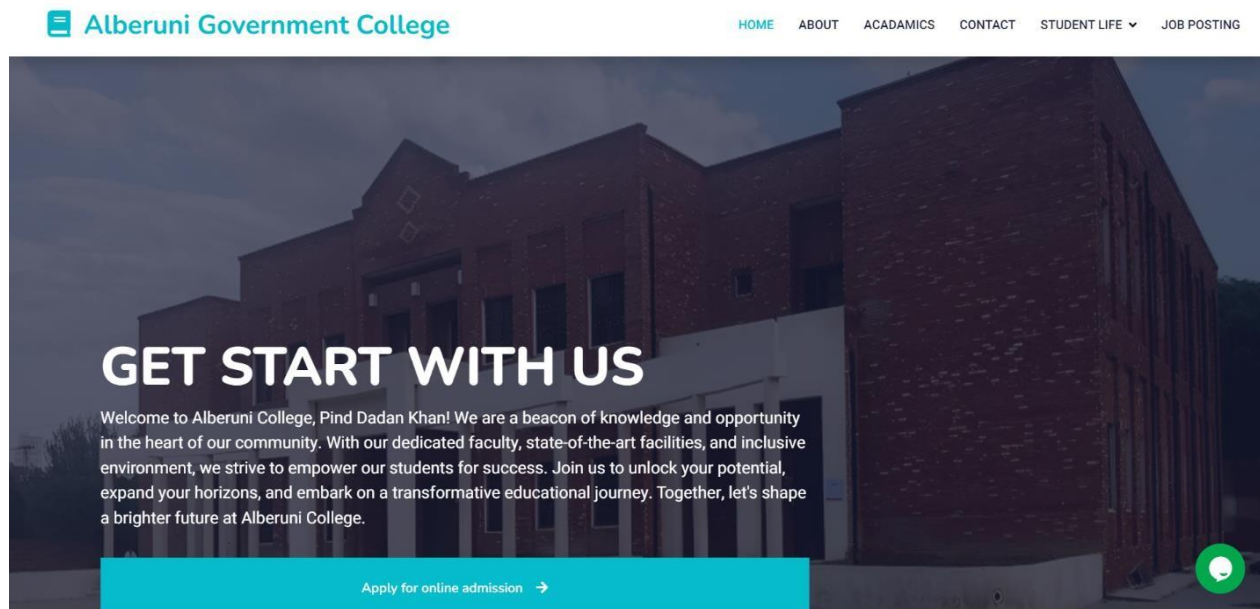 Alberuni Government College
HOME ABOUT ACADAMICS CONTACT STUDENT LIFE JOB POSTING
GET START WITH US
Welcome to Alberuni College, Pind Dadan Khan! We are a beacon of knowledge and opportunity
in the heart of our community. With our dedicated faculty, state-of-the-art facilities, and inclusive
environment, we strive to empower our students for success. Join us to unlock your potential,
expand your horizons, and embark on a transformative educational journey. Together, let's shape
a brighter future at Alberuni College.
Apply for online admission →